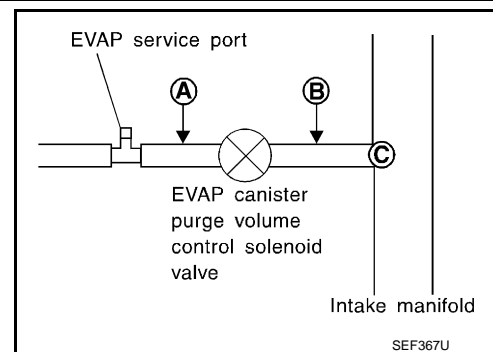 EVAP service port
A
B
C
EVAP canister
purge volume
control solenoid
valve
Intake manifold
SEF367U